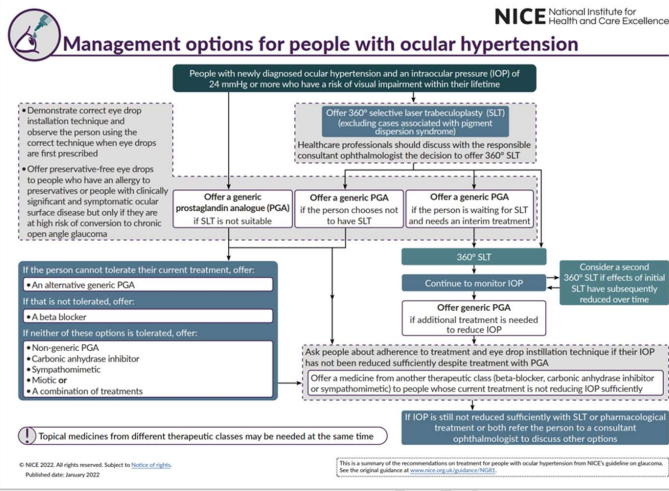 NICE National Institute for
Health and Care Excellence
Management options for people with ocular hypertension
People with newly diagnosed ocular hypertension and an intraocular pressure (IOP) of
24 mmHg or more who have a risk of visual impairment within their lifetime
• Demonstrate correct eye drop
installation technique and
observe the person using the
correct technique when eye drops
are first prescribed
• Offer preservative-free eye drops
to people who have an allergy to
preservatives or people with clinically
significant and symptomatic ocular
surface disease but only if they are
at high risk of conversion to chronic
open angle glaucoma
Offer 360° selective laser trabeculoplasty (SLT)
(excluding cases associated with pigment
dispersion syndrome)
Healthcare professionals should discuss with the responsible
consultant ophthalmologist the decision to offer 360° SLT
Offer a generic
prostaglandin analogue (PGA)
if SLT is not suitable
Offer a generic PGA
if the person chooses not
to have SLT
Offer a generic PGA
if the person is waiting for SLT
and needs an interim treatment
360° SLT
Continue to monitor IOP
Consider a second
360° SLT if effects of initial
SLT have subsequently
reduced over time
Offer generic PGA
if additional treatment is needed
to reduce IOP
If the person cannot tolerate their current treatment, offer:
• An alternative generic PGA
If that is not tolerated, offer:
• A beta blocker
If neither of these options is tolerated, offer:
• Non-generic PGA
• Carbonic anhydrase inhibitor
• Sympathomimetic
• Miotic or
• A combination of treatments
Ask people about adherence to treatment and eye drop instillation technique if their IOP
has not been reduced sufficiently despite treatment with PGA
Offer a medicine from another therapeutic class (beta-blocker, carbonic anhydrase inhibitor
or sympathomimetic) to people whose current treatment is not reducing IOP sufficiently
If IOP is still not reduced sufficiently with SLT or pharmacological
treatment or both refer the person to a consultant
ophthalmologist to discuss other options
! Topical medicines from different therapeutic classes may be needed at the same time
© NICE 2022. All rights reserved. Subject to Notice of rights.
Published date: January 2022
This is a summary of the recommendations on treatment for people with ocular hypertension from NICE's guideline on glaucoma.
See the original guidance at www.nice.org.uk/guidance/NG81.